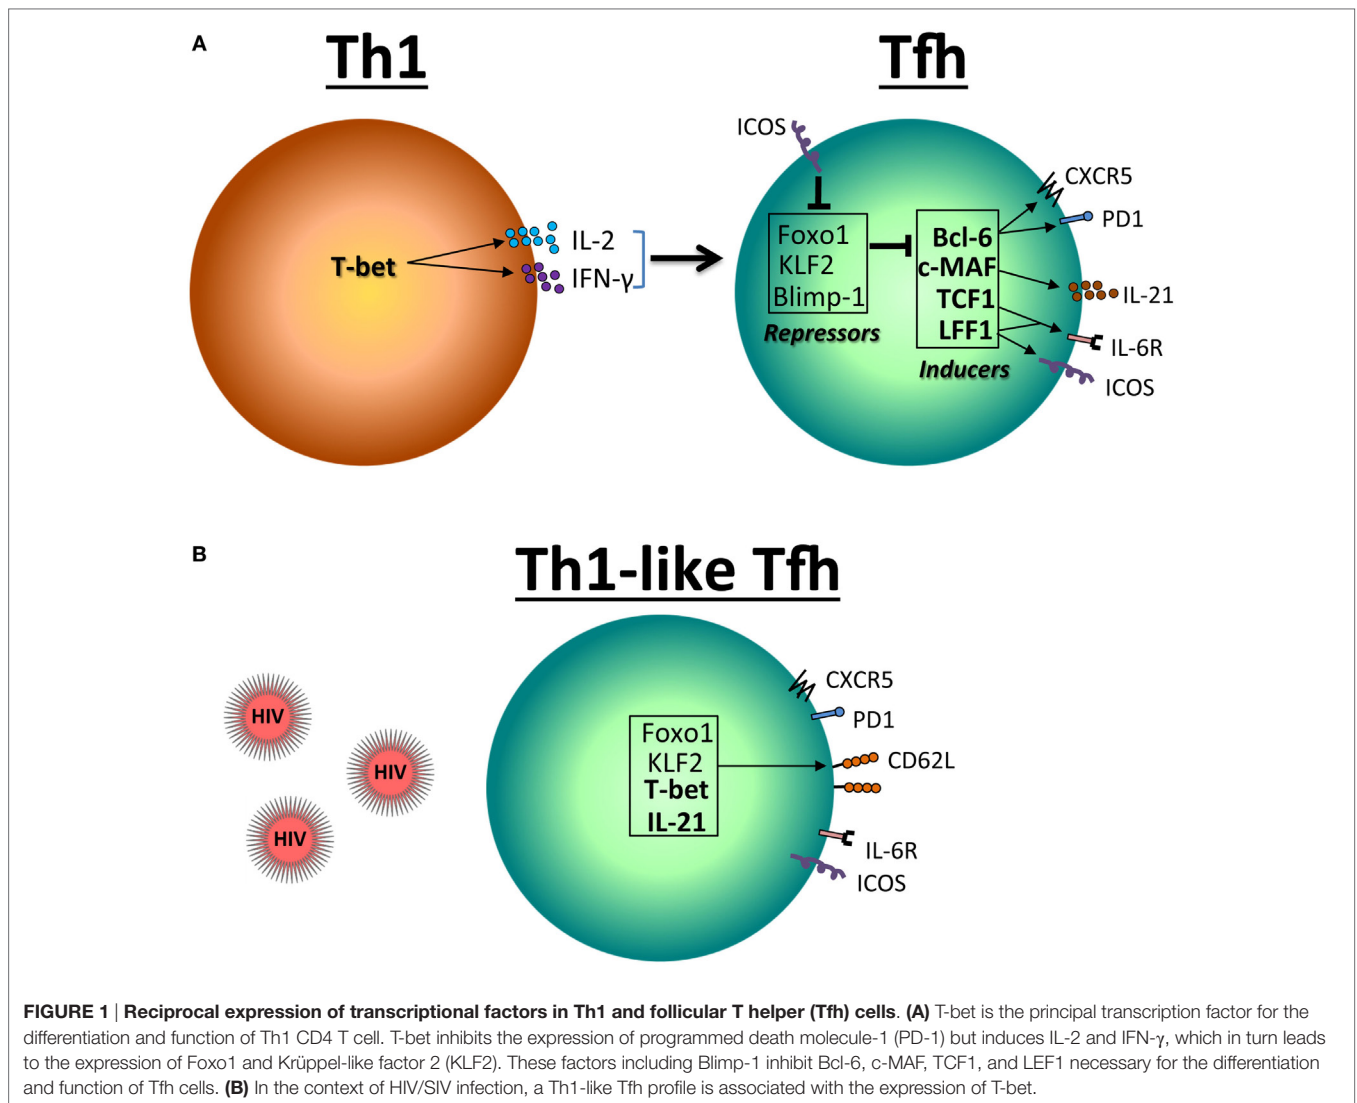 A
Th1
Tfh
ICOS
CXCR5
PD1
Foxo1
KLF2
Blimp-1
Repressors
Bcl-6
c-MAF
TCF1
LFF1
Inducers
T-bet
IL-2
IFN-γ
IL-21
IL-6R
ICOS
B
Th1-like Tfh
HIV
HIV
HIV
Foxo1
KLF2
T-bet
IL-21
CXCR5
PD1
CD62L
IL-6R
ICOS
FIGURE 1 | Reciprocal expression of transcriptional factors in Th1 and follicular T helper (Tfh) cells. (A) T-bet is the principal transcription factor for the
differentiation and function of Th1 CD4 T cell. T-bet inhibits the expression of programmed death molecule-1 (PD-1) but induces IL-2 and IFN-γ, which in turn leads
to the expression of Foxo1 and Krüppel-like factor 2 (KLF2). These factors including Blimp-1 inhibit Bcl-6, c-MAF, TCF1, and LEF1 necessary for the differentiation
and function of Tfh cells. (B) In the context of HIV/SIV infection, a Th1-like Tfh profile is associated with the expression of T-bet.